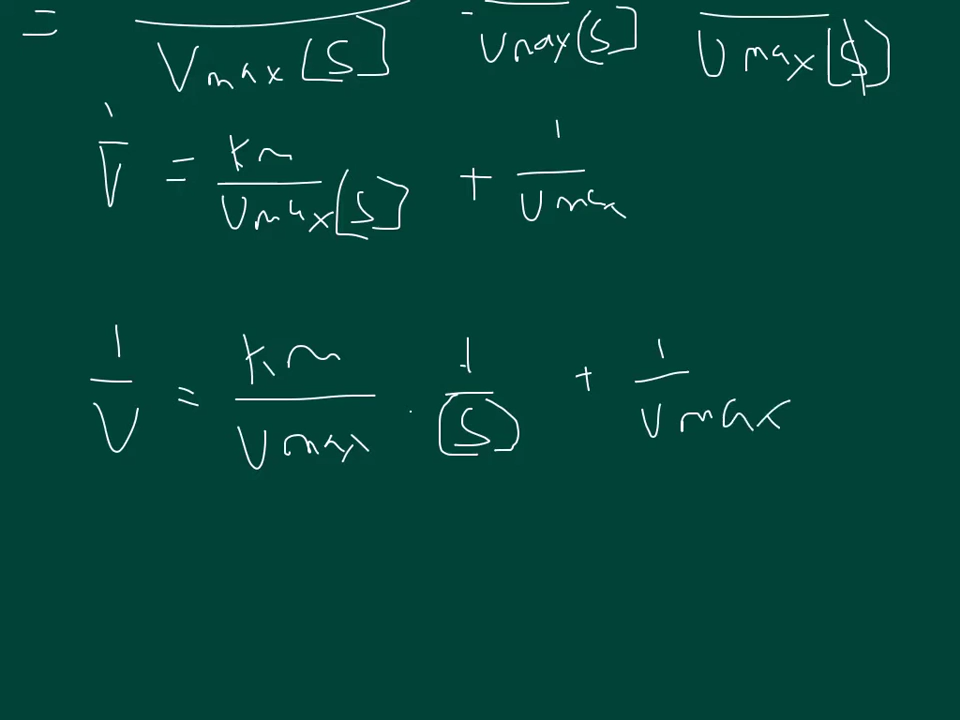 = Vmax[S] - Vmax[S] Vmax[S]
1/V = Km/Vmax[S] + 1/Vmax
1/V = Km/Vmax · 1/[S] + 1/Vmax